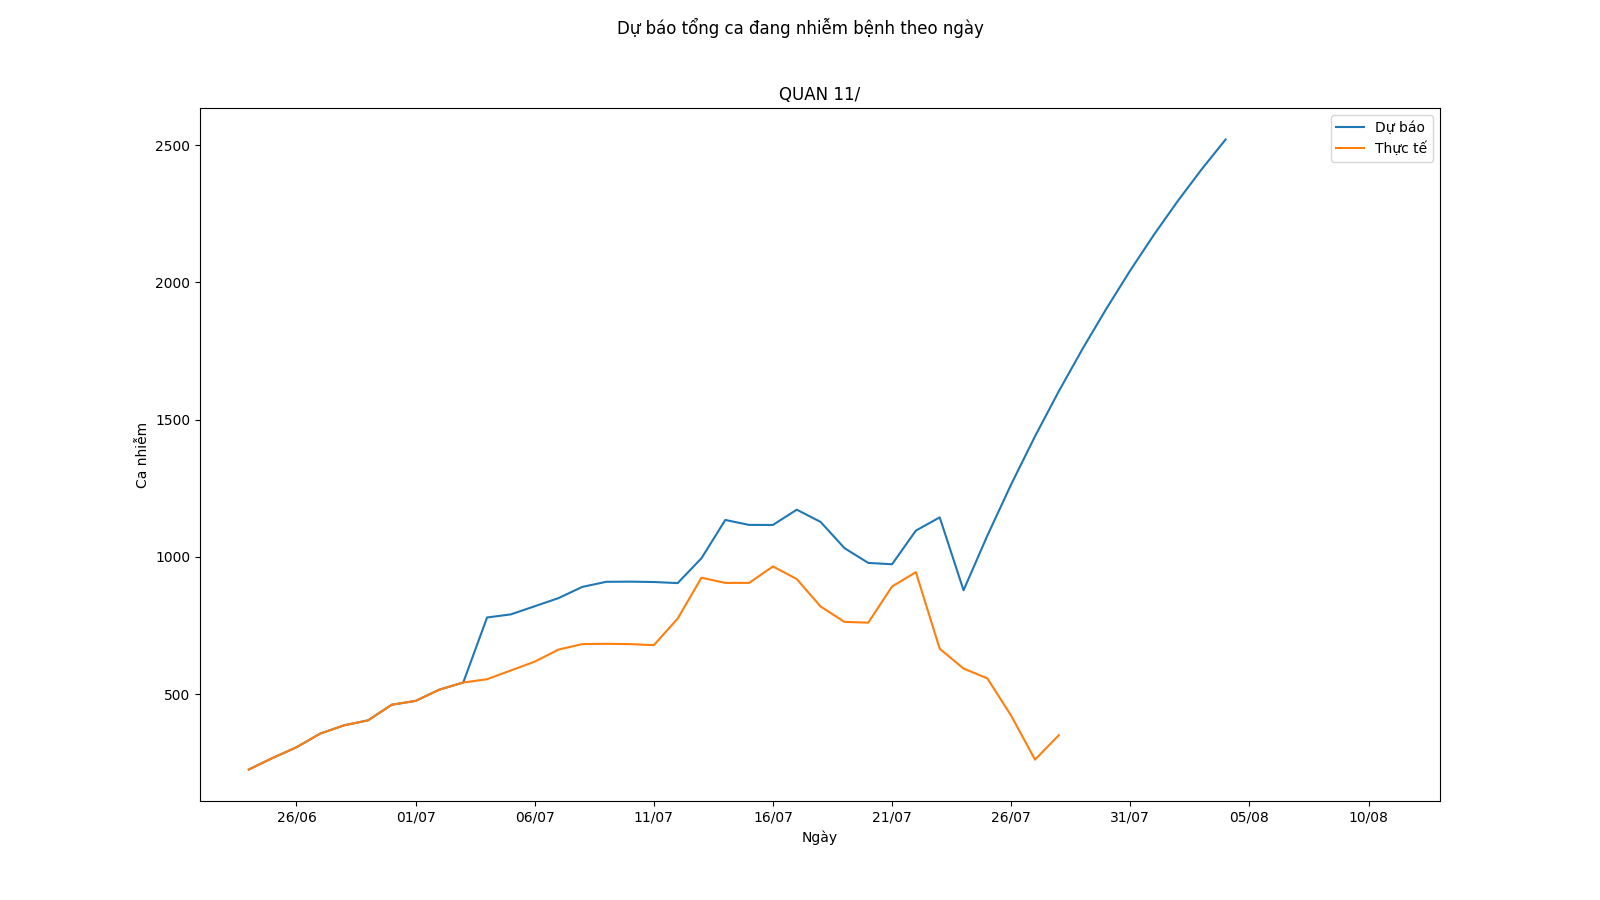 Dự báo tổng ca đang nhiễm bệnh theo ngày
QUAN 11/
Dự báo
Thực tế
2500
2000
1500
1000
500
Ca nhiễm
26/06 01/07 06/07 11/07 16/07 21/07 26/07 31/07 05/08 10/08
Ngày